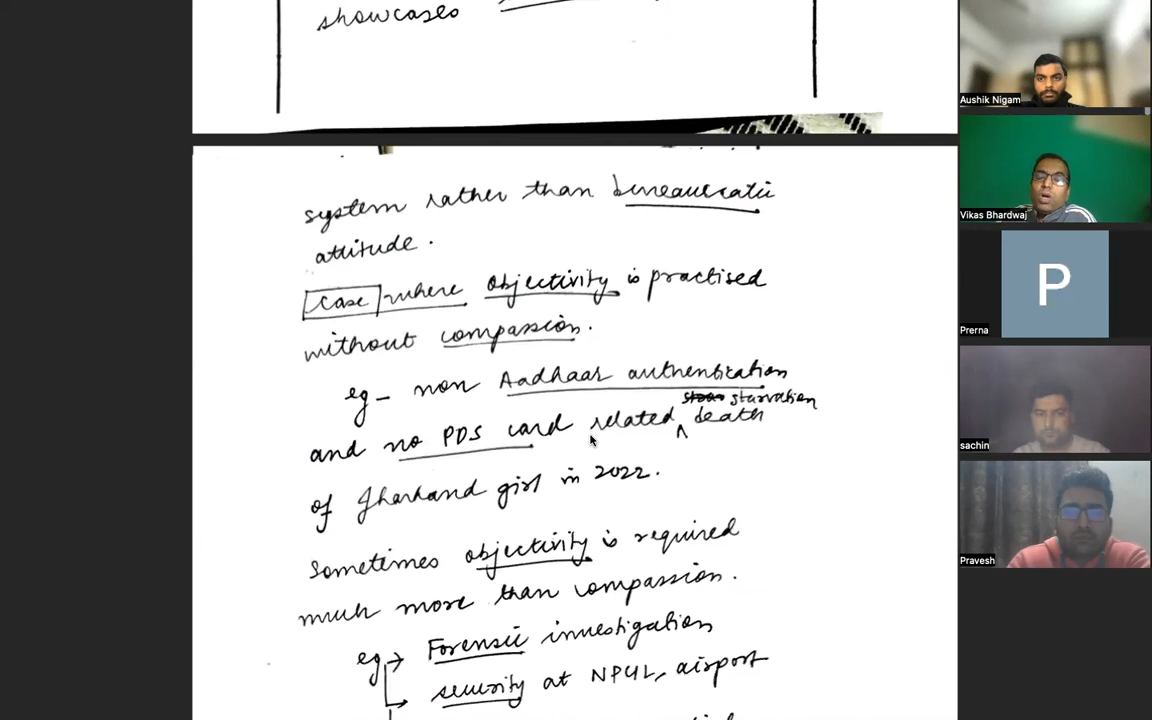 showcases
system rather than bureaucratic
attitude.
Case where objectivity is practised
without compassion.
eg- non Aadhaar authentication
starvation
and no PDS card related ^ death
of Jharkand girl in 2022.
Sometimes objectivity is required
much more than compassion.
eg → Forensic investigation
→ security at NPCIL, airport
Aushik Nigam
Vikas Bhardwaj
P
Prerna
sachin
Pravesh